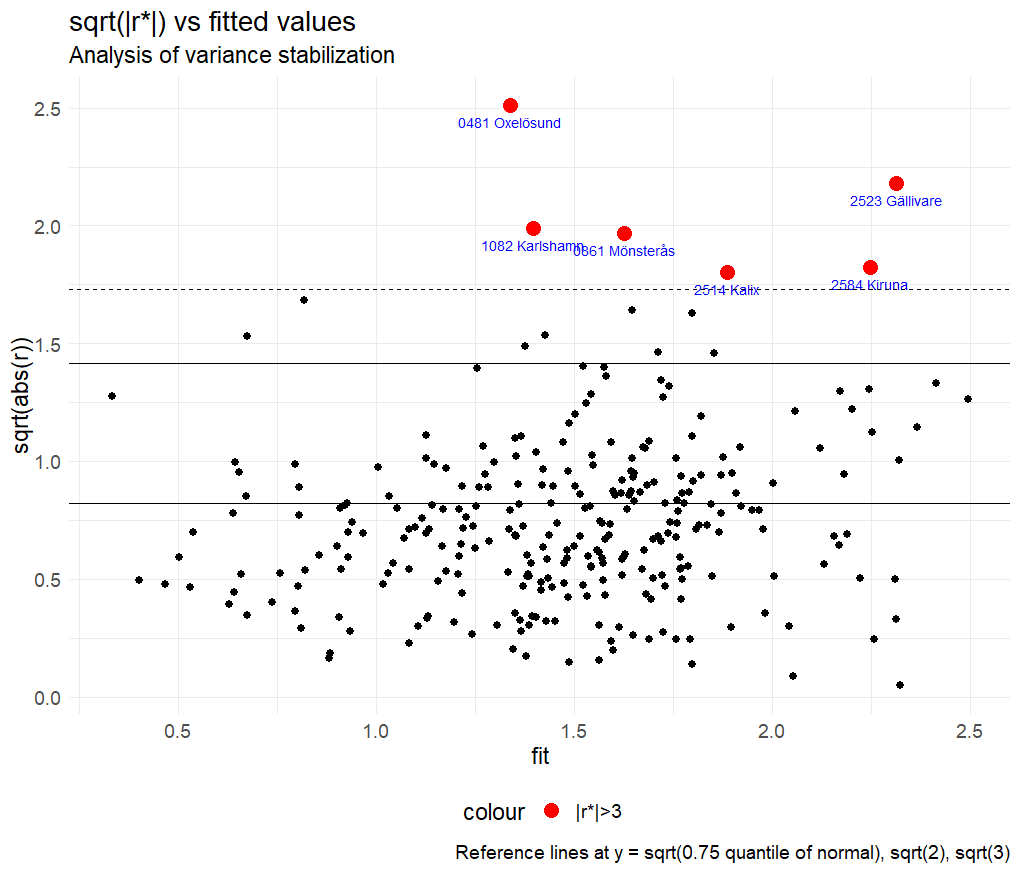 sqrt(|r*|) vs fitted values
Analysis of variance stabilization
sqrt(abs(r))
2.5
2.0
1.5
1.0
0.5
0.0
0481 Oxelösund
2523 Gällivare
1082 Karlshamn
0861 Mönsterås
2514 Kalix
2584 Kiruna
0.5
1.0
1.5
2.0
2.5
fit
colour
|r*|>3
Reference lines at y = sqrt(0.75 quantile of normal), sqrt(2), sqrt(3)